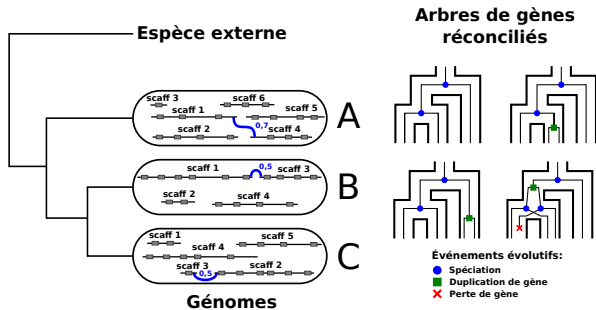 Espèce externe
Arbres de gènes
réconciliés
scaff 3
scaff 6
scaff 1
scaff 5
0,7
scaff 2
scaff 4
A
scaff 1
0,5
scaff 3
scaff 2
scaff 4
B
scaff 1
scaff 5
scaff 4
scaff 3
scaff 2
0,5
C
Génomes
Événements évolutifs:
Spéciation
Duplication de gène
Perte de gène